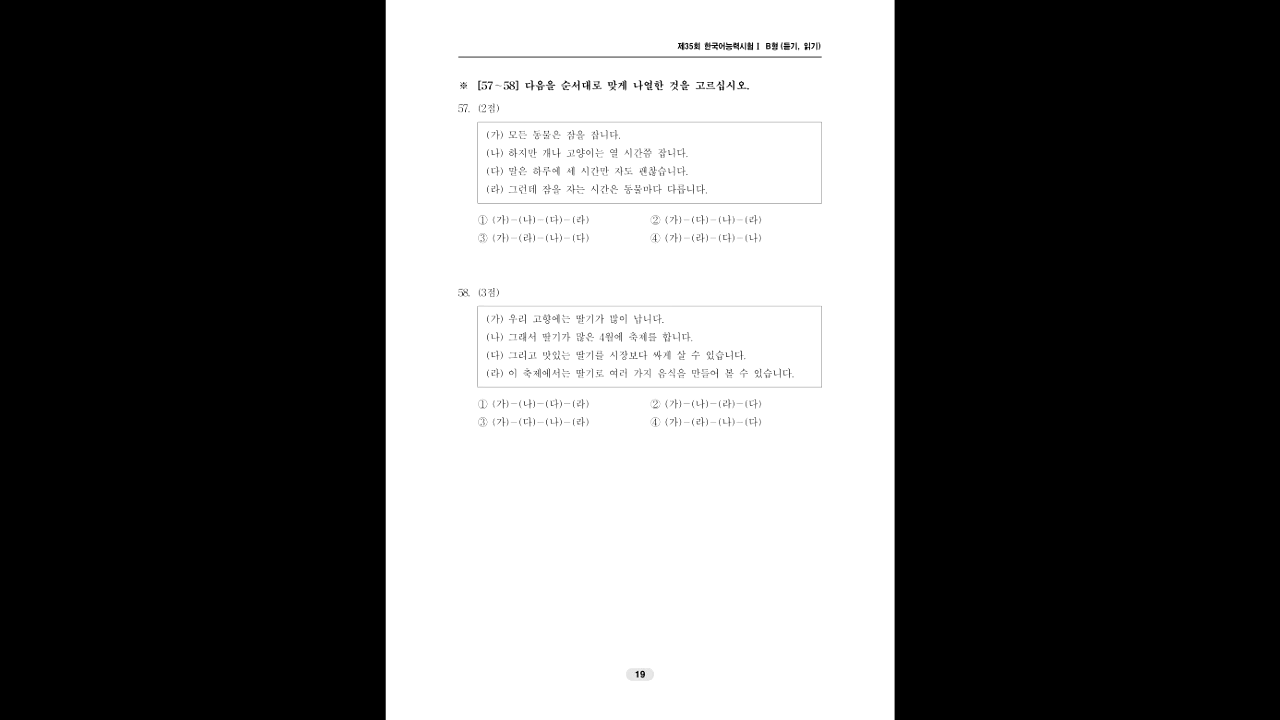 제35회 한국어능력시험 I B형 (듣기, 읽기)
※ [57~58] 다음을 순서대로 맞게 나열한 것을 고르십시오.
57. (2점)
(가) 모든 동물은 잠을 잡니다.
(나) 하지만 개나 고양이는 열 시간쯤 잡니다.
(다) 말은 하루에 세 시간만 자도 괜찮습니다.
(라) 그런데 잠을 자는 시간은 동물마다 다릅니다.
① (가)-(나)-(다)-(라) ② (가)-(다)-(나)-(라)
③ (가)-(라)-(나)-(다) ④ (가)-(라)-(다)-(나)
58. (3점)
(가) 우리 고향에는 딸기가 많이 납니다.
(나) 그래서 딸기가 많은 4월에 축제를 합니다.
(다) 그리고 맛있는 딸기를 시장보다 싸게 살 수 있습니다.
(라) 이 축제에서는 딸기로 여러 가지 음식을 만들어 볼 수 있습니다.
① (가)-(나)-(다)-(라) ② (가)-(나)-(라)-(다)
③ (가)-(다)-(나)-(라) ④ (가)-(라)-(나)-(다)
19